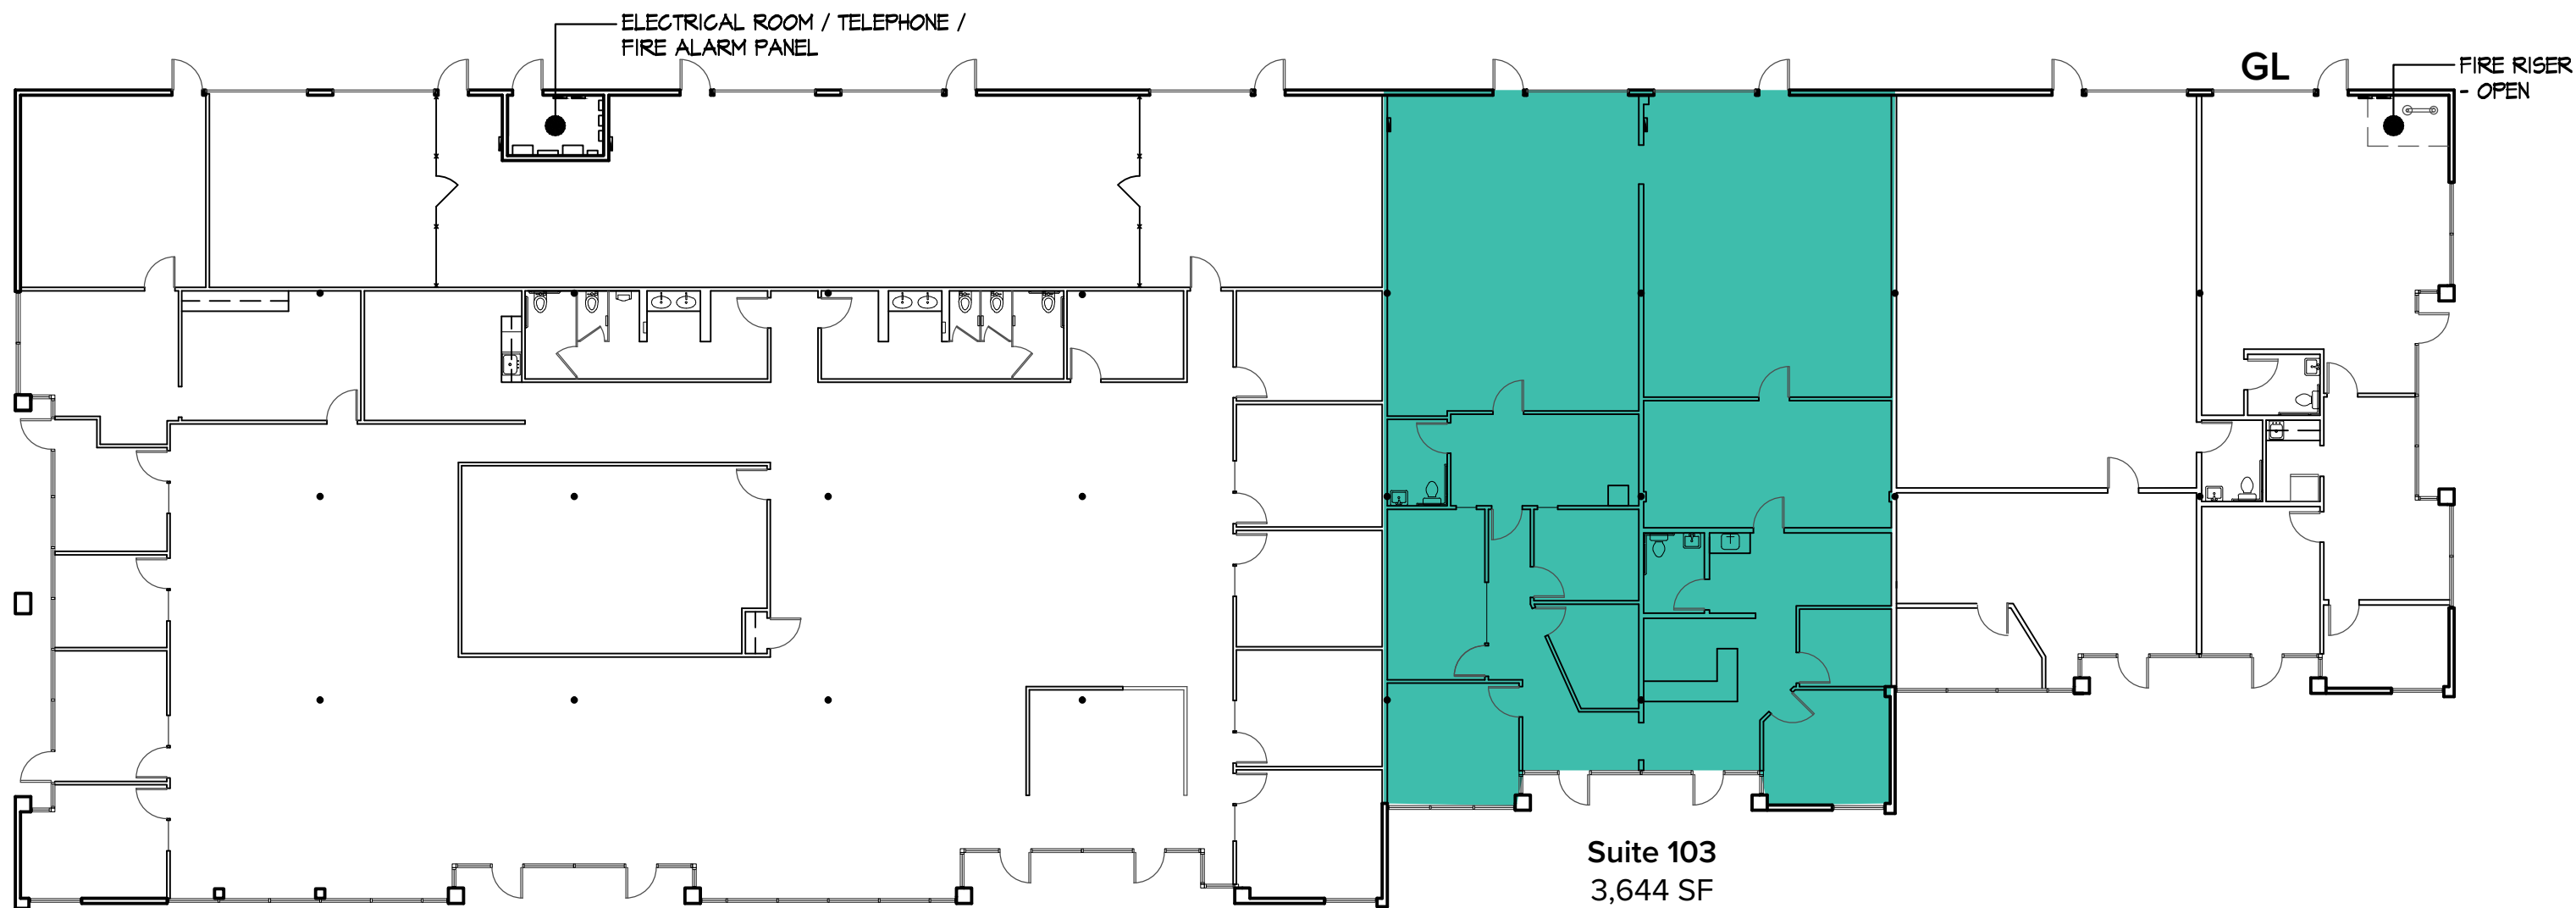 ELECTRICAL ROOM / TELEPHONE /
FIRE ALARM PANEL
GL
FIRE RISER
- OPEN
Suite 103
3,644 SF